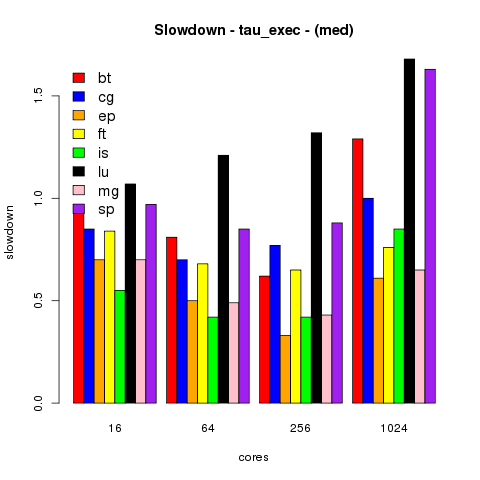 Slowdown - tau_exec - (med)
bt
cg
ep
ft
is
lu
mg
sp
slowdown
1.5
1.0
0.5
0.0
16 64 256 1024
cores